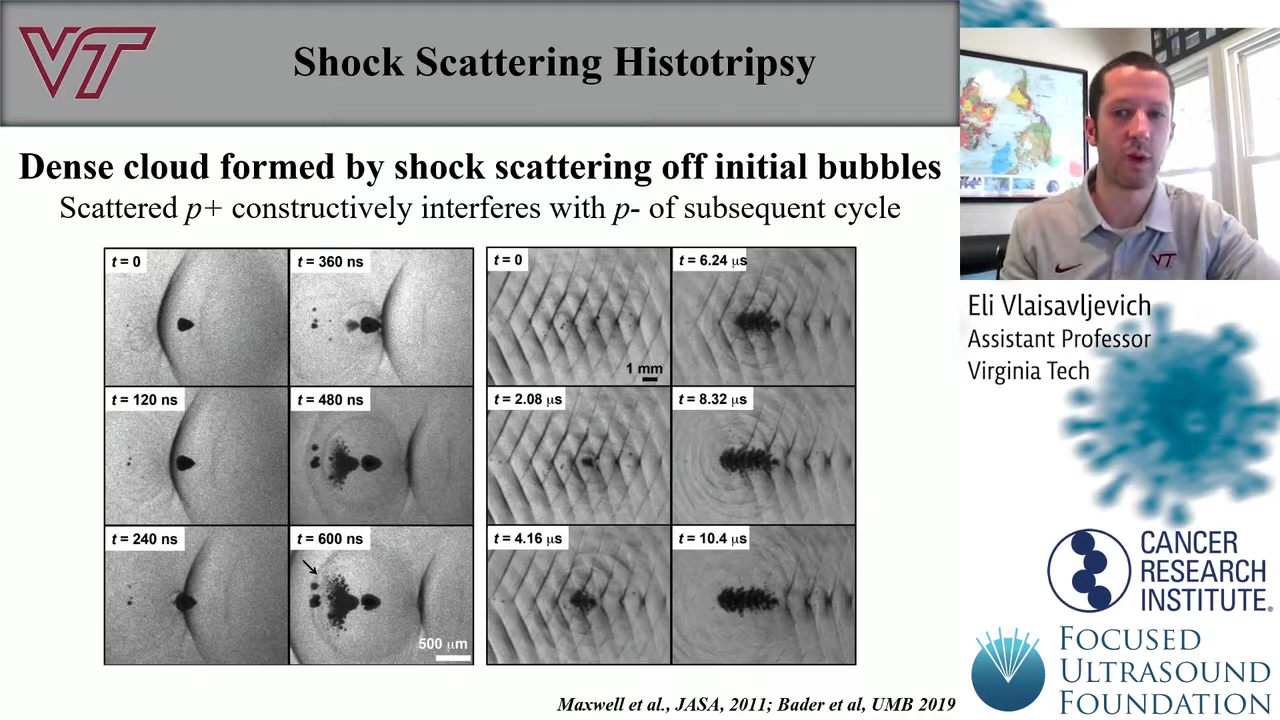 VT
Shock Scattering Histotripsy
Dense cloud formed by shock scattering off initial bubbles
Scattered p+ constructively interferes with p- of subsequent cycle
t = 0
t = 360 ns
t = 120 ns
t = 480 ns
t = 240 ns
t = 600 ns
500 μm
t = 0
t = 6.24 μs
1 mm
t = 2.08 μs
t = 8.32 μs
t = 4.16 μs
t = 10.4 μs
Maxwell et al., JASA, 2011; Bader et al, UMB 2019
VT
Eli Vlaisavljevich
Assistant Professor
Virginia Tech
CANCER
RESEARCH
INSTITUTE®
FOCUSED
ULTRASOUND
FOUNDATION